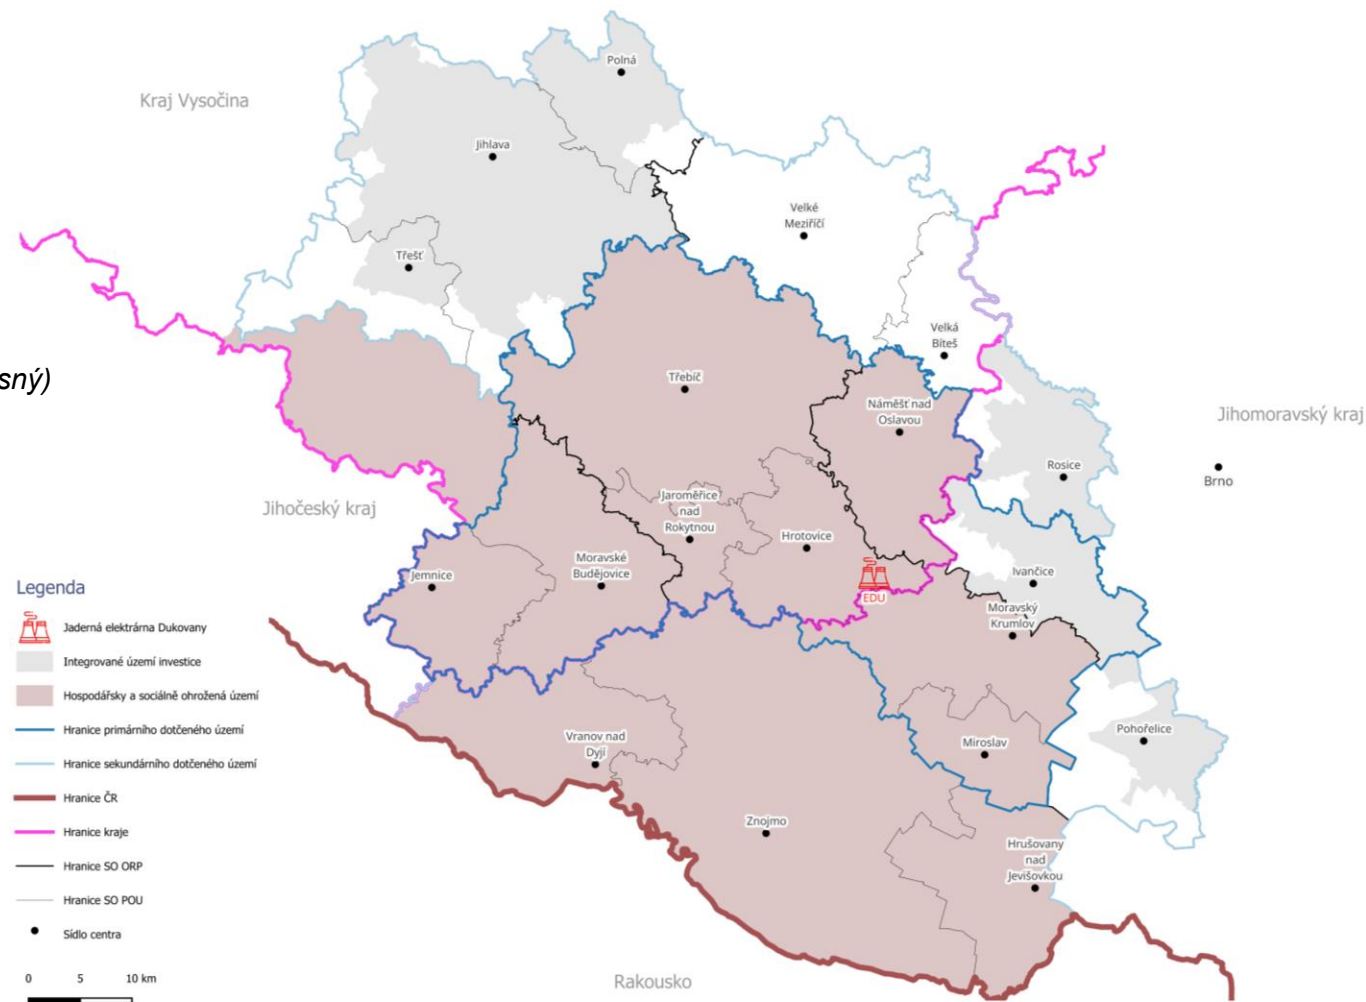 Polná
Kraj Vysočina
Jihlava
Velké
Meziříčí
Třešť
Velká
Bíteš
sný)
Třebíč
Náměšť nad
Oslavou
Jihomoravský kraj
Rosice
Brno
Jihočeský kraj
Jaroměřice
nad
Rokytnou
Hrotovice
Moravské
Budějovice
Jemnice
EDU
Ivančice
Moravský
Krumlov
Legenda
Jaderná elektrárna Dukovany
Integrované území investice
Hospodářsky a sociálně ohrožená území
Hranice primárního dotčeného území
Hranice sekundárního dotčeného území
Hranice ČR
Hranice kraje
Hranice SO ORP
Hranice SO POU
Sídlo centra
0 5 10 km
Vranov nad
Dyjí
Miroslav
Pohořelice
Znojmo
Hrušovany
nad
Jevišovkou
Rakousko